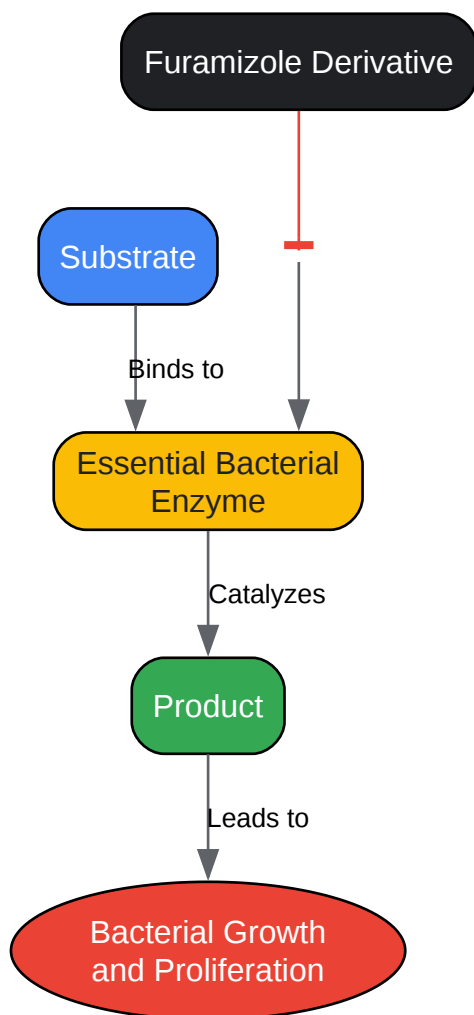 Furamizole Derivative
Substrate
Binds to
Essential Bacterial
Enzyme
Catalyzes
Product
Leads to
Bacterial Growth
and Proliferation